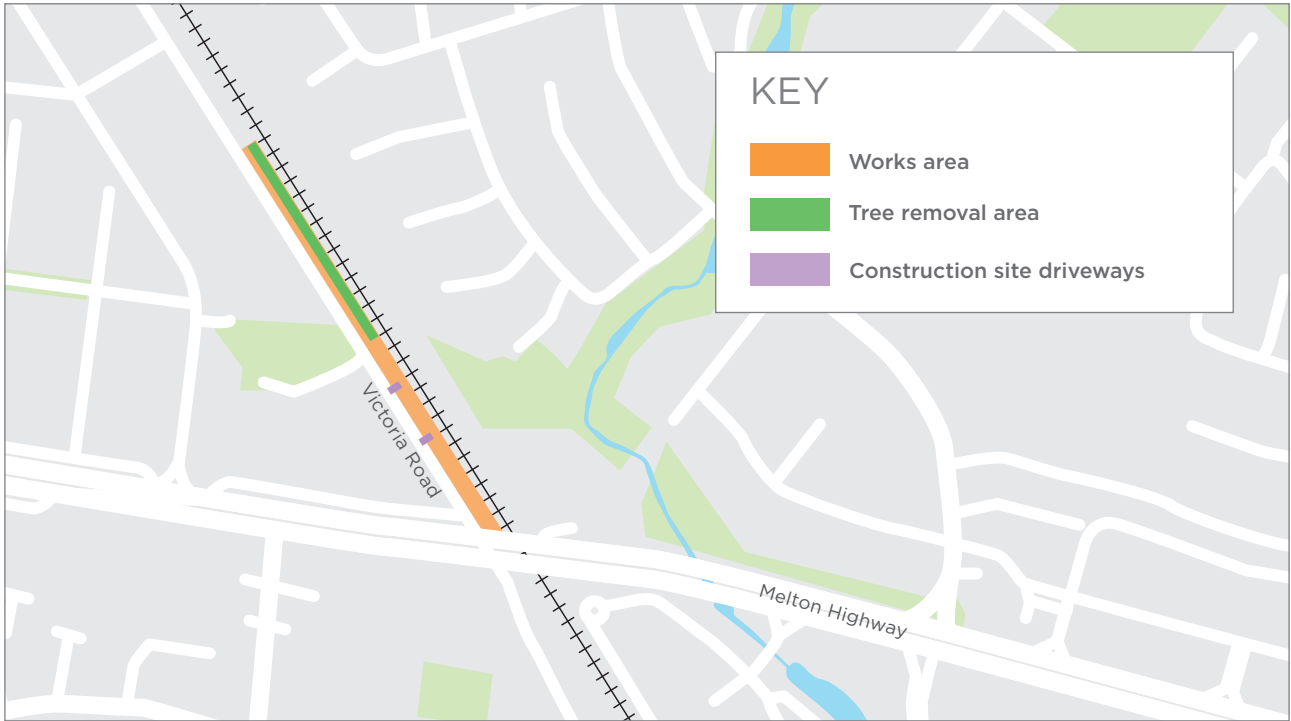 KEY
Works area
Tree removal area
Construction site driveways
Victoria Road
Melton Highway